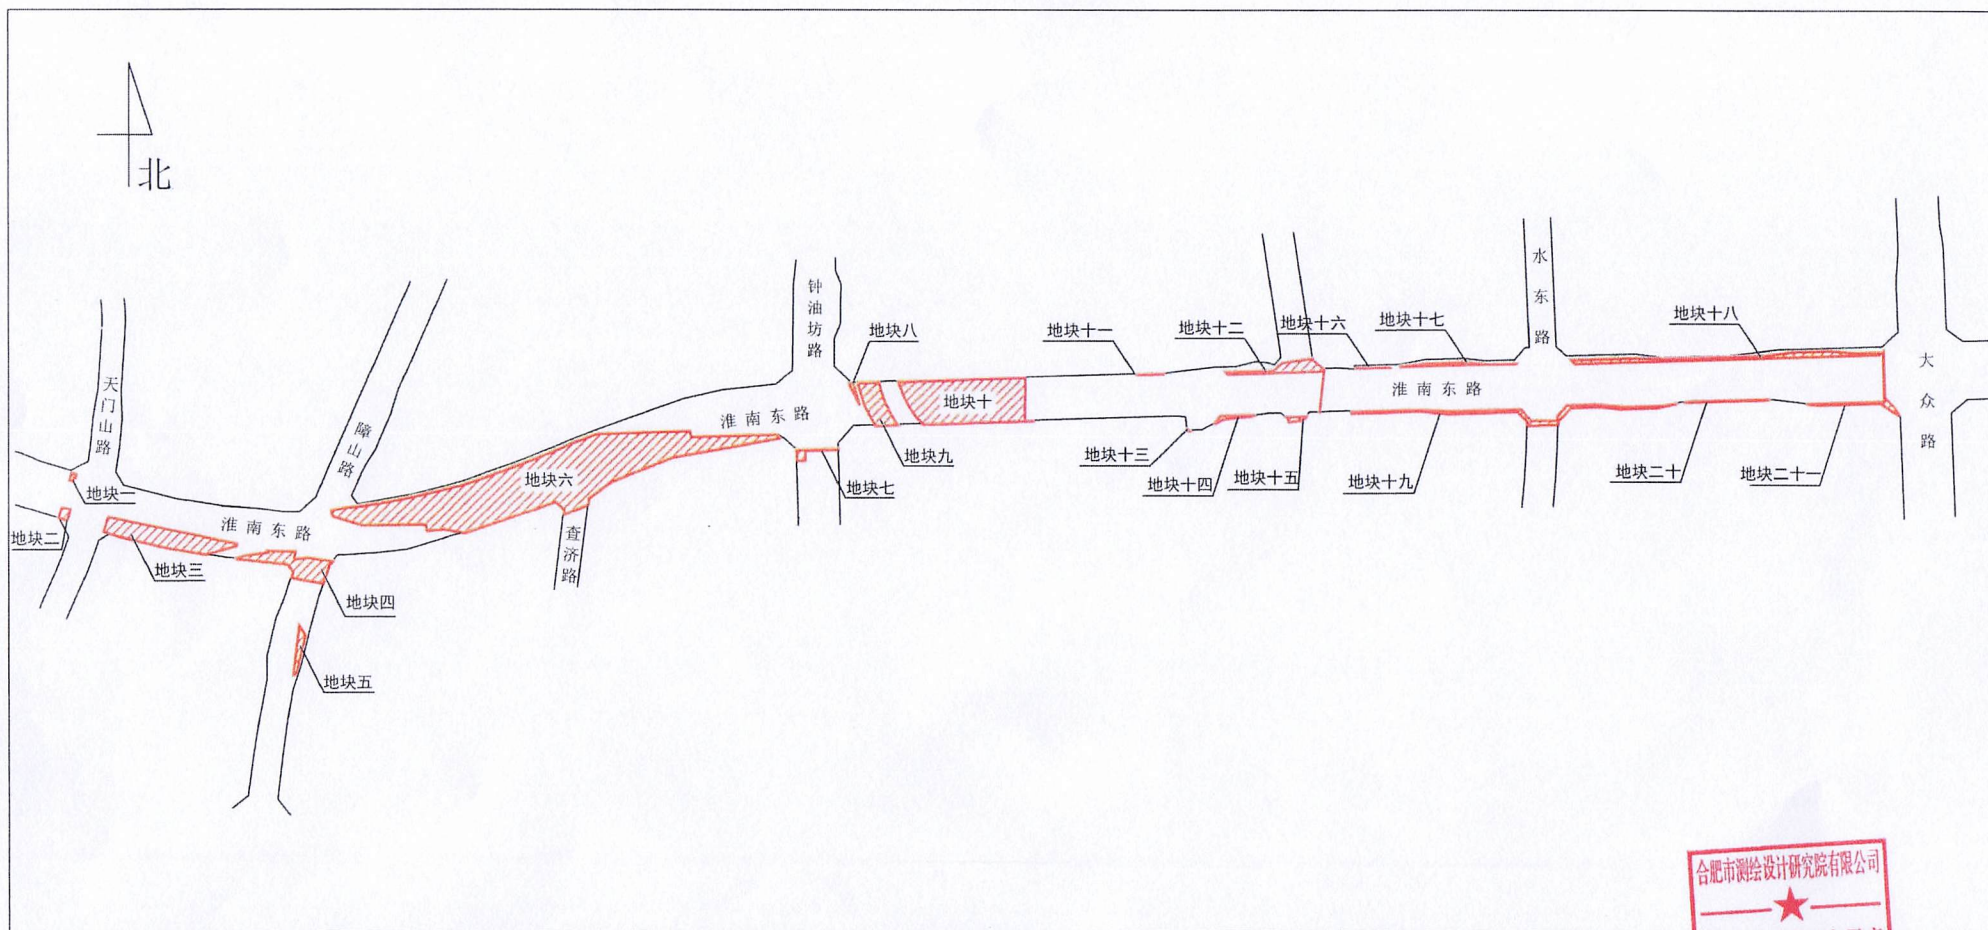 北
天门山路
障山路
钟油坊路
水东路
大众路
淮南东路
淮南东路
淮南东路
查济路
地块一
地块二
地块三
地块四
地块五
地块六
地块七
地块八
地块九
地块十
地块十一
地块十二
地块十三
地块十四
地块十五
地块十六
地块十七
地块十八
地块十九
地块二十
地块二十一
合肥市测绘设计研究院有限公司